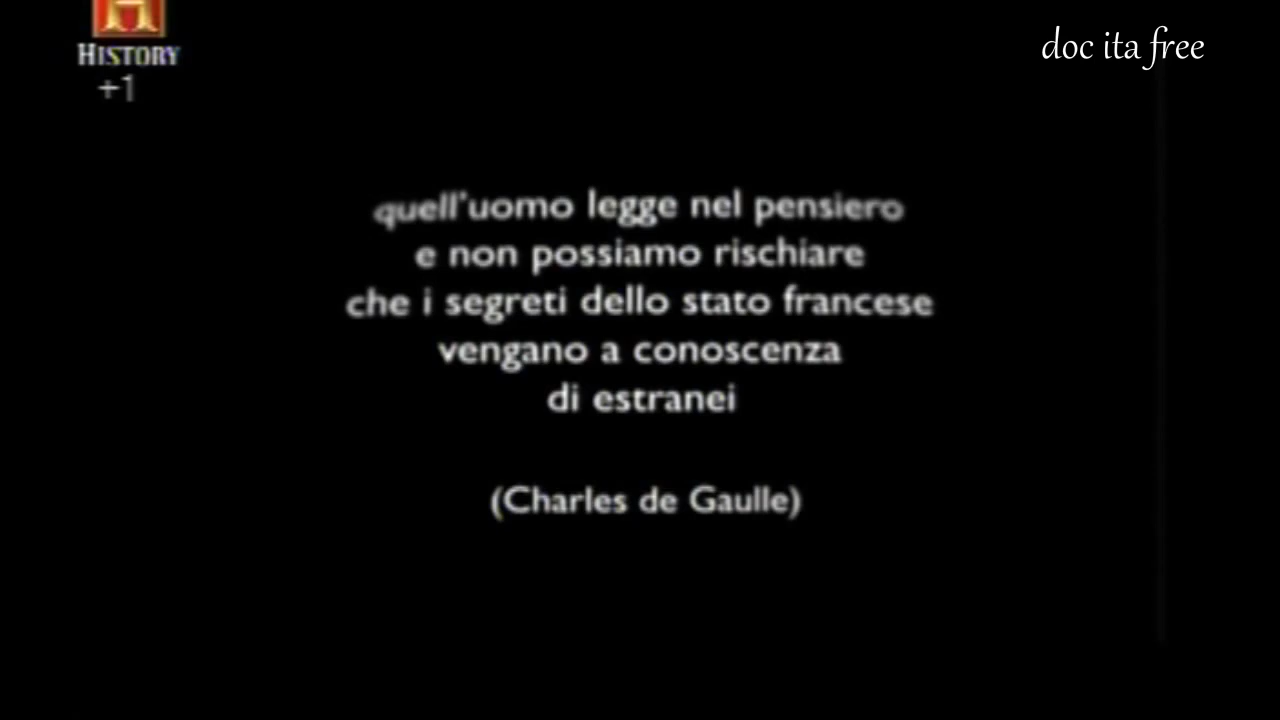 HISTORY
+1
doc ita free
quell'uomo legge nel pensiero
e non possiamo rischiare
che i segreti dello stato francese
vengano a conoscenza
di estranei
(Charles de Gaulle)